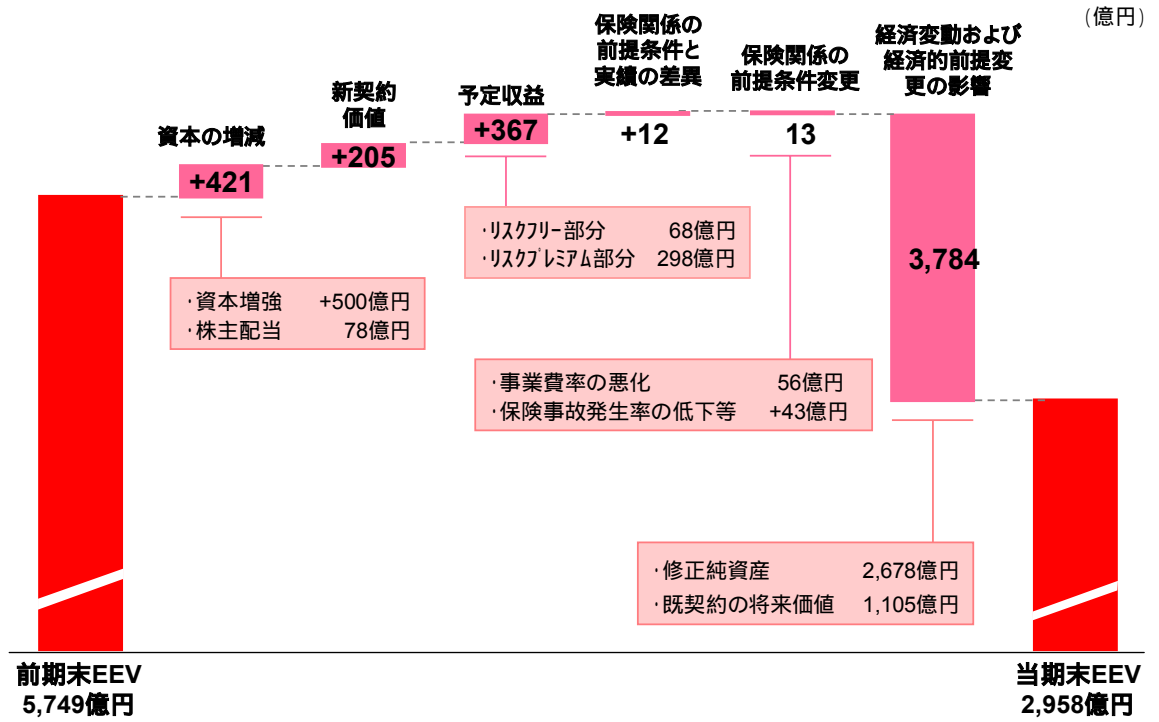 (億円)
資本の増減
+421
新契約
価値
+205
予定収益
+367
保険関係の
前提条件と
実績の差異
+12
保険関係の
前提条件変更
13
経済変動および
経済的前提変
更の影響
3,784
･資本増強 +500億円
･株主配当 78億円
･ﾘｽｸﾌﾘｰ部分 68億円
･ﾘｽｸﾌﾟﾚﾐｱﾑ部分 298億円
･事業費率の悪化 56億円
･保険事故発生率の低下等 +43億円
･修正純資産 2,678億円
･既契約の将来価値 1,105億円
前期末EEV
5,749億円
当期末EEV
2,958億円